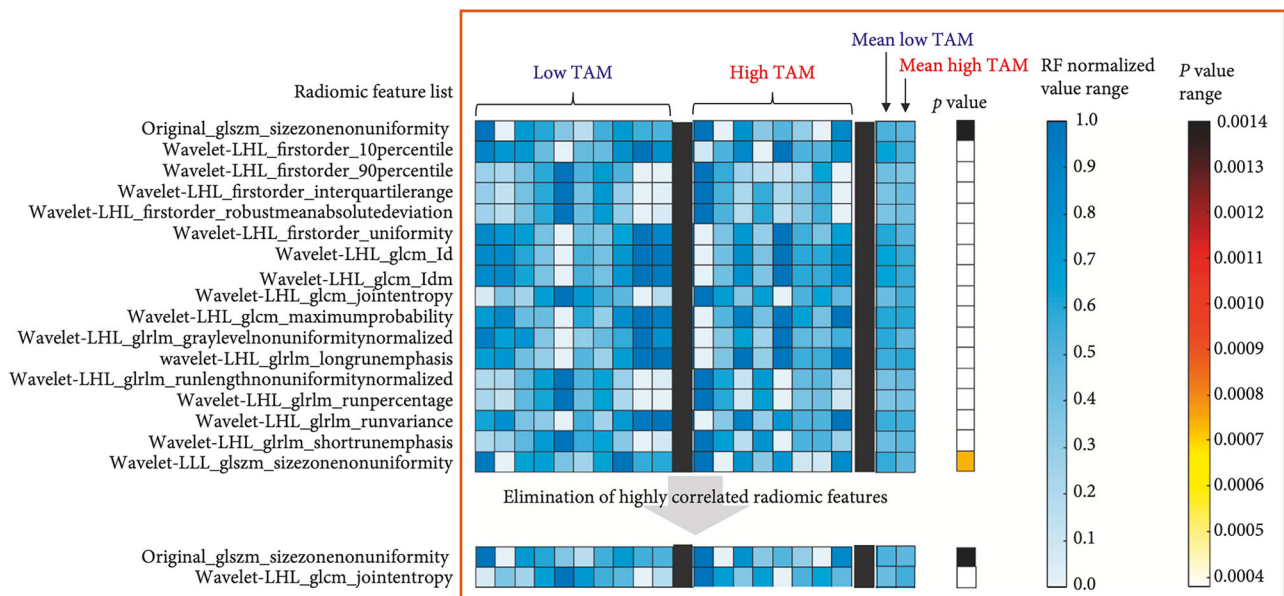 Mean low TAM
Low TAM
High TAM
Mean high TAM
RF normalized
value range
P value
range
Radiomic feature list
p value
Original_glszm_sizezonenonuniformity
Wavelet-LHL_firstorder_10percentile
Wavelet-LHL_firstorder_90percentile
Wavelet-LHL_firstorder_interquartilerange
Wavelet-LHL_firstorder_robustmeanabsolutedeviation
Wavelet-LHL_firstorder_uniformity
Wavelet-LHL_glcm_Id
Wavelet-LHL_glcm_Idm
Wavelet-LHL_glcm_jointentropy
Wavelet-LHL_glcm_maximumprobability
Wavelet-LHL_glrlm_graylevelnonuniformitynormalized
wavelet-LHL_glrlm_longrunemphasis
Wavelet-LHL_glrlm_runlengthnonuniformitynormalized
Wavelet-LHL_glrlm_runpercentage
Wavelet-LHL_glrlm_runvariance
Wavelet-LHL_glrlm_shortrunemphasis
Wavelet-LLL_glszm_sizezonenonuniformity
Elimination of highly correlated radiomic features
Original_glszm_sizezonenonuniformity
Wavelet-LHL_glcm_jointentropy
1.0
0.9
0.8
0.7
0.6
0.5
0.4
0.3
0.2
0.1
0.0
0.0014
0.0013
0.0012
0.0011
0.0010
0.0009
0.0008
0.0007
0.0006
0.0005
0.0004